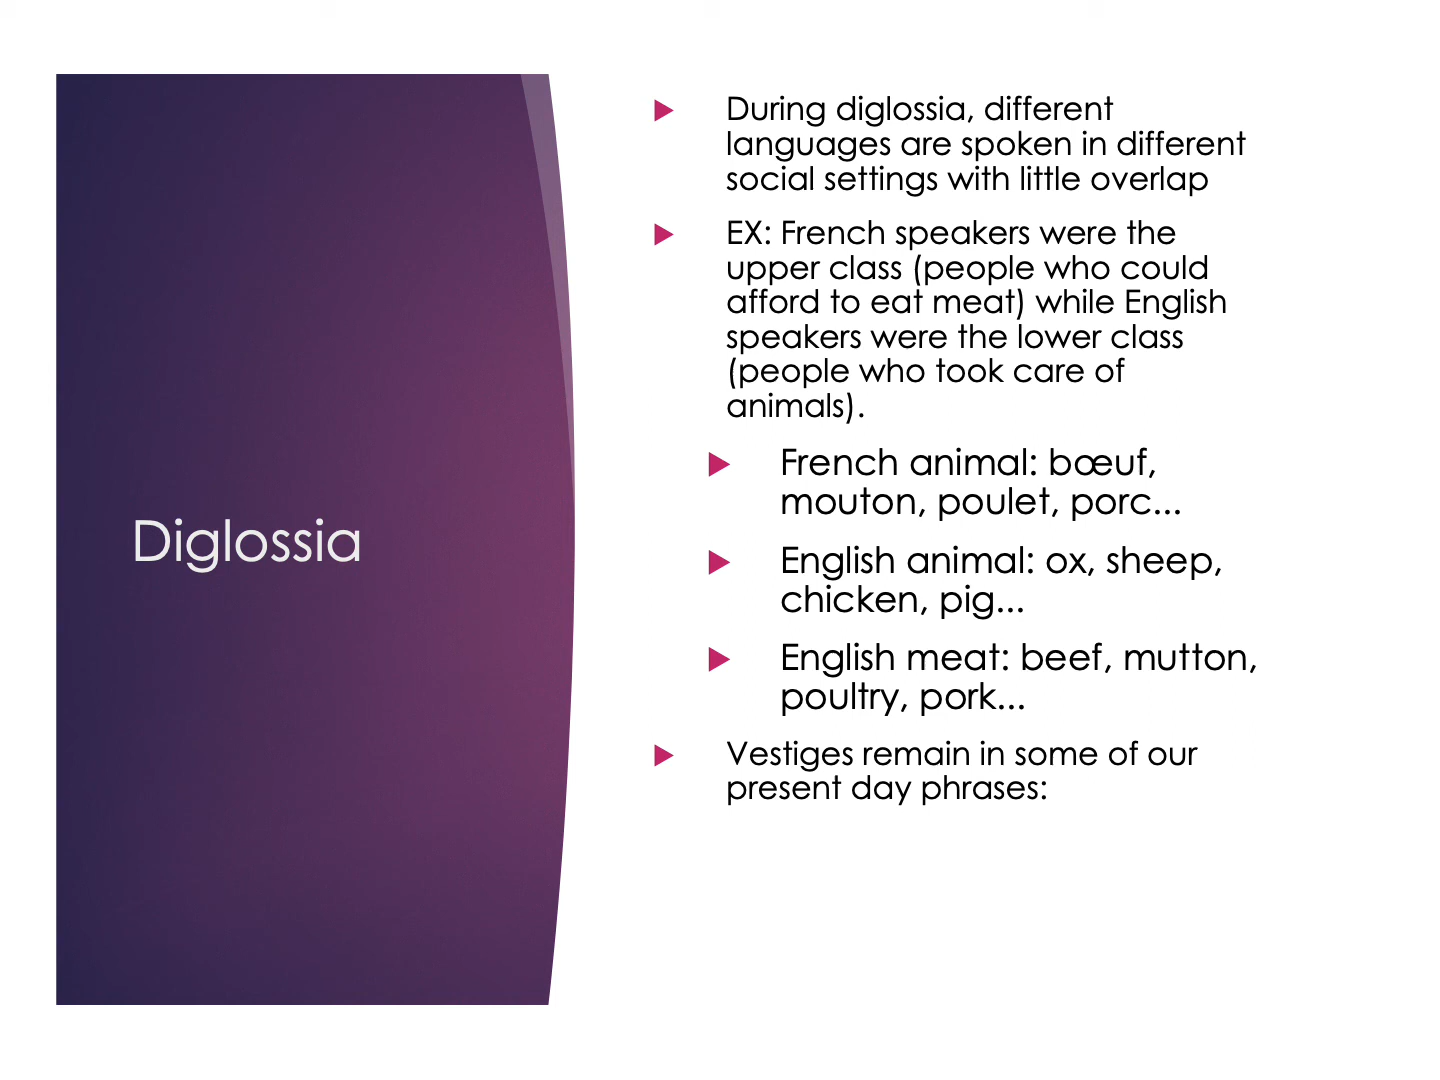 Diglossia
During diglossia, different
languages are spoken in different
social settings with little overlap
EX: French speakers were the
upper class (people who could
afford to eat meat) while English
speakers were the lower class
(people who took care of
animals).
French animal: bœuf,
mouton, poulet, porc...
English animal: ox, sheep,
chicken, pig...
English meat: beef, mutton,
poultry, pork...
Vestiges remain in some of our
present day phrases: